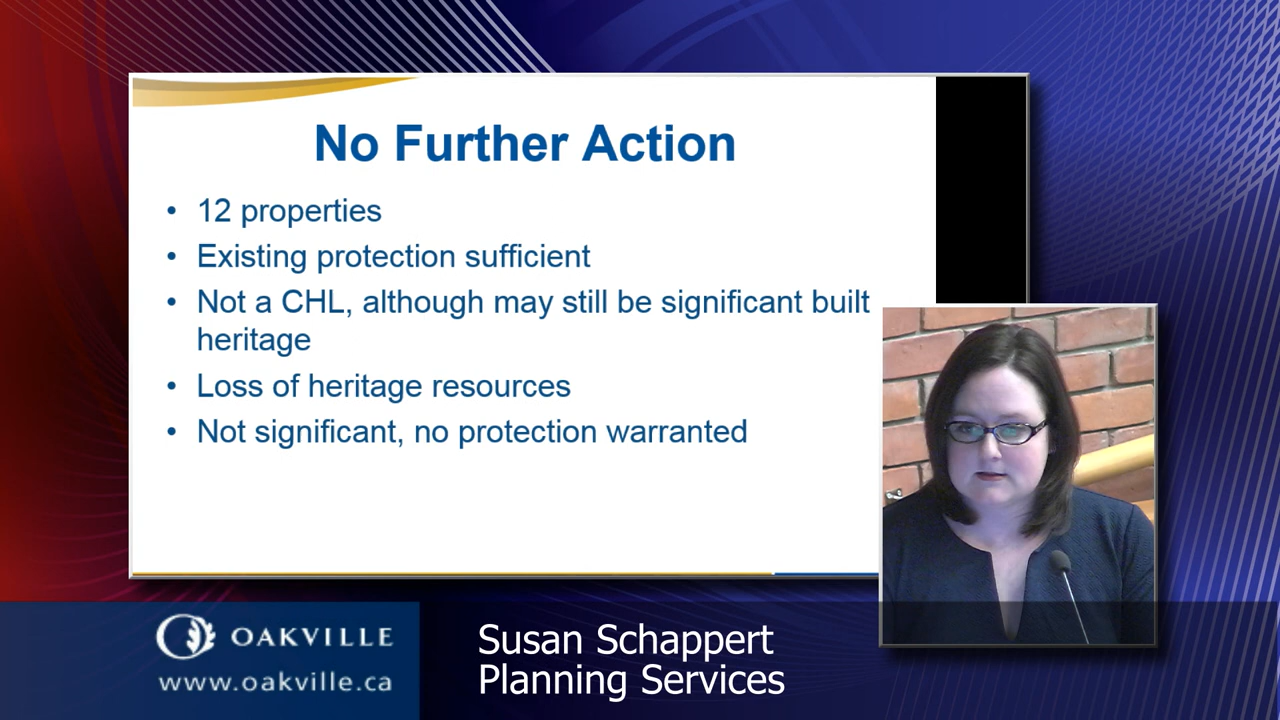 No Further Action
• 12 properties
• Existing protection sufficient
• Not a CHL, although may still be significant built
heritage
• Loss of heritage resources
• Not significant, no protection warranted
OAKVILLE
www.oakville.ca
Susan Schappert
Planning Services